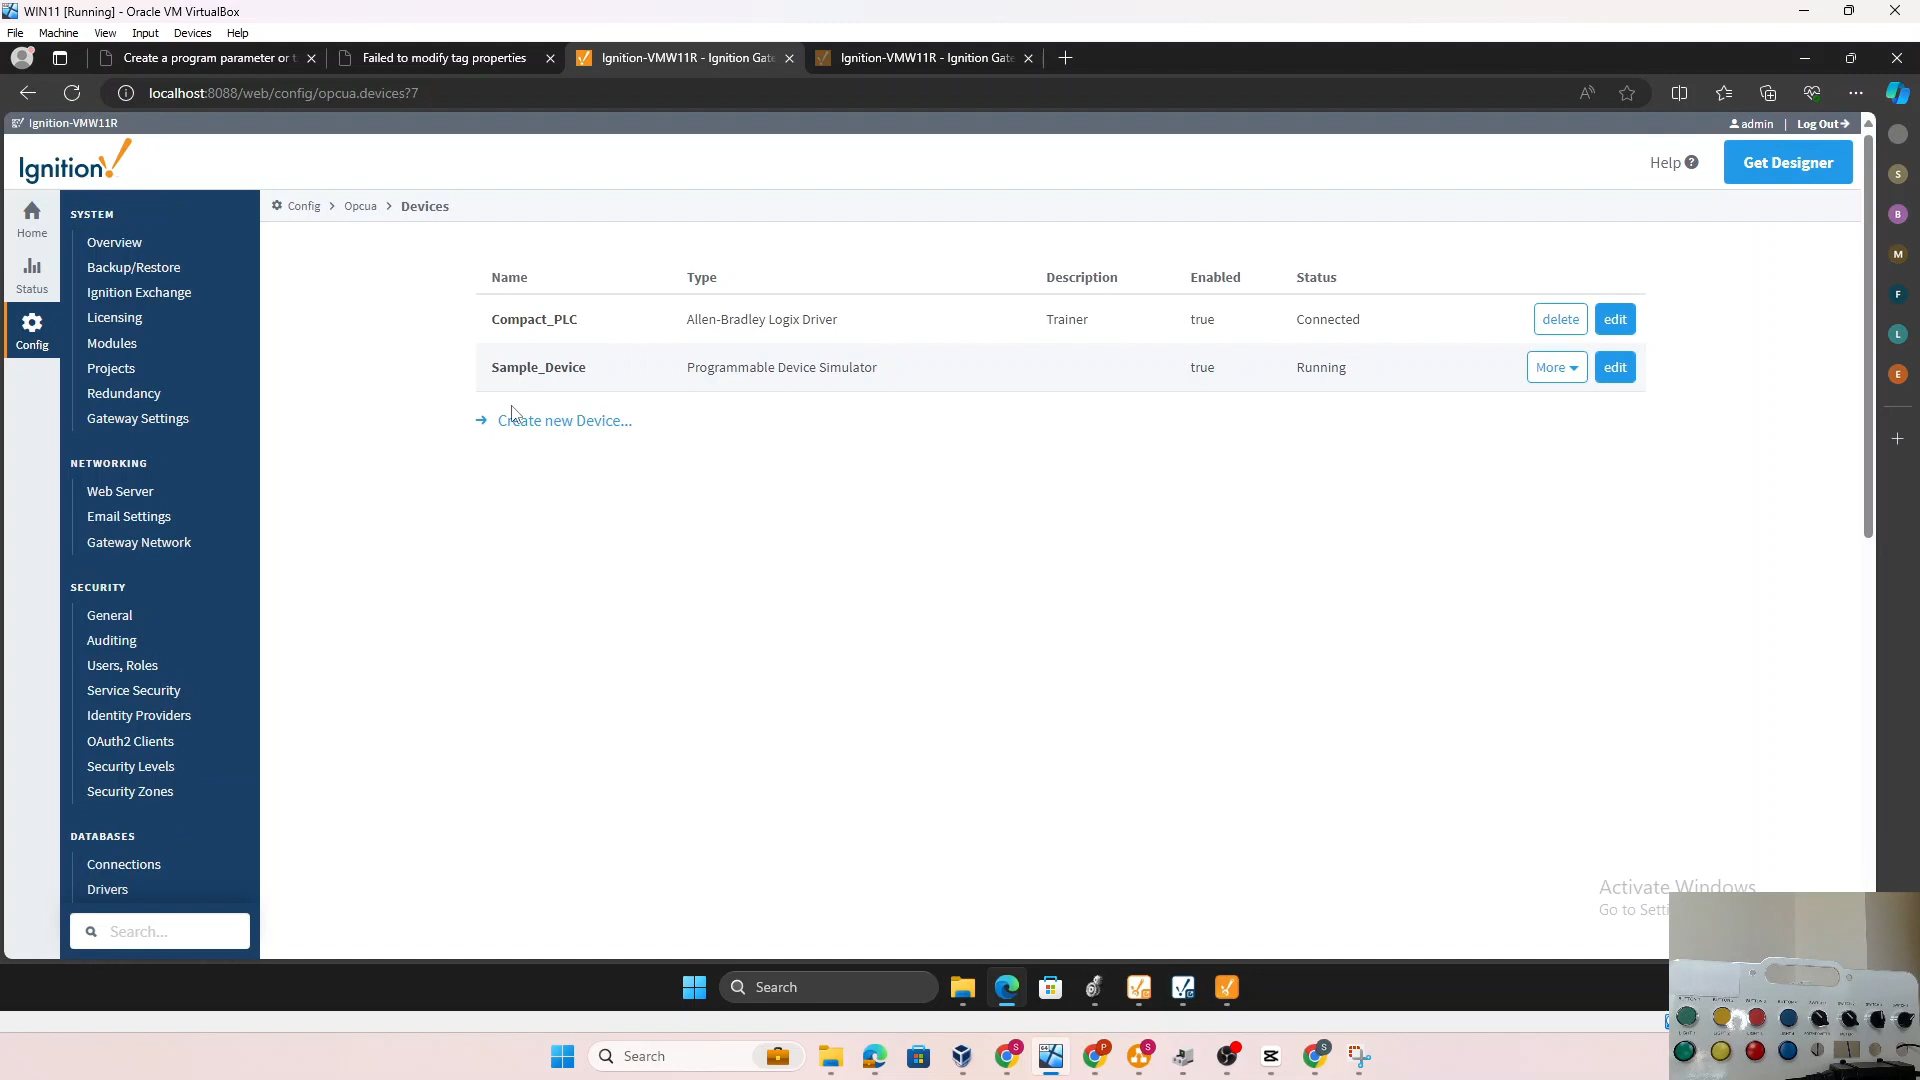 WIN11 [Running] - Oracle VM VirtualBox
File Machine View Input Devices Help
Create a program parameter or t
Failed to modify tag properties
Ignition-VMW11R - Ignition Gate
Ignition-VMW11R - Ignition Gate
localhost:8088/web/config/opcua.devices?7
Ignition-VMW11R
admin | Log Out
Ignition!
Help
Get Designer
Home
Status
Config
SYSTEM
Overview
Backup/Restore
Ignition Exchange
Licensing
Modules
Projects
Redundancy
Gateway Settings
NETWORKING
Web Server
Email Settings
Gateway Network
SECURITY
General
Auditing
Users, Roles
Service Security
Identity Providers
OAuth2 Clients
Security Levels
Security Zones
DATABASES
Connections
Drivers
Search...
Config > Opcua > Devices
Name Type Description Enabled Status
Compact_PLC Allen-Bradley Logix Driver Trainer true Connected delete edit
Sample_Device Programmable Device Simulator true Running More edit
Create new Device...
S
B
M
F
L
E
Activate Windows
Go to Setti
Search
Search